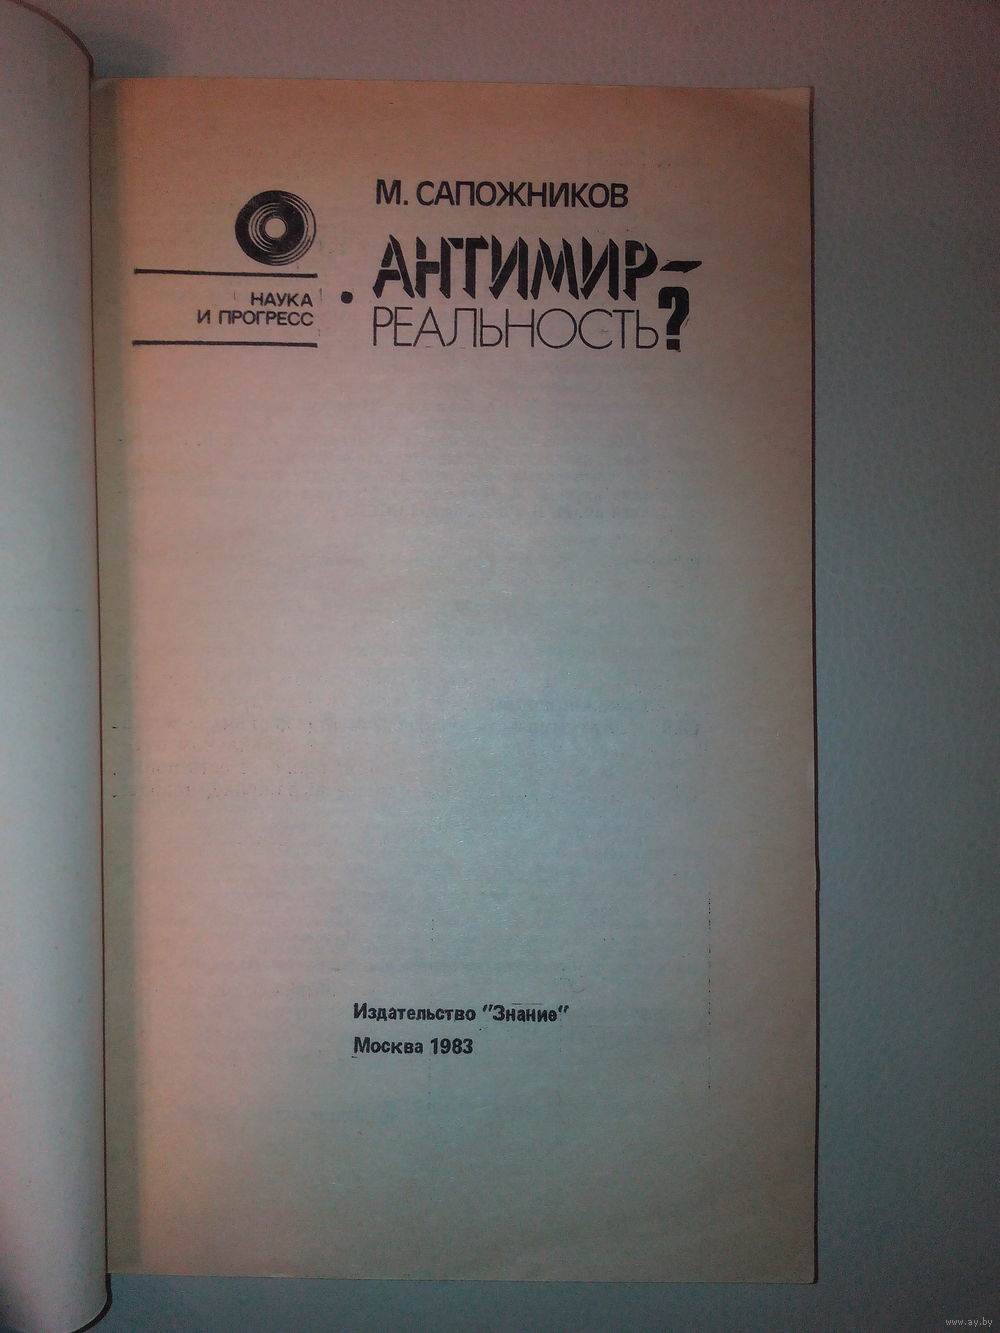 М. САПОЖНИКОВ
АНТИМИР—
РЕАЛЬНОСТЬ?
НАУКА
И ПРОГРЕСС
Издательство "Знание"
Москва 1983
www.ay.by